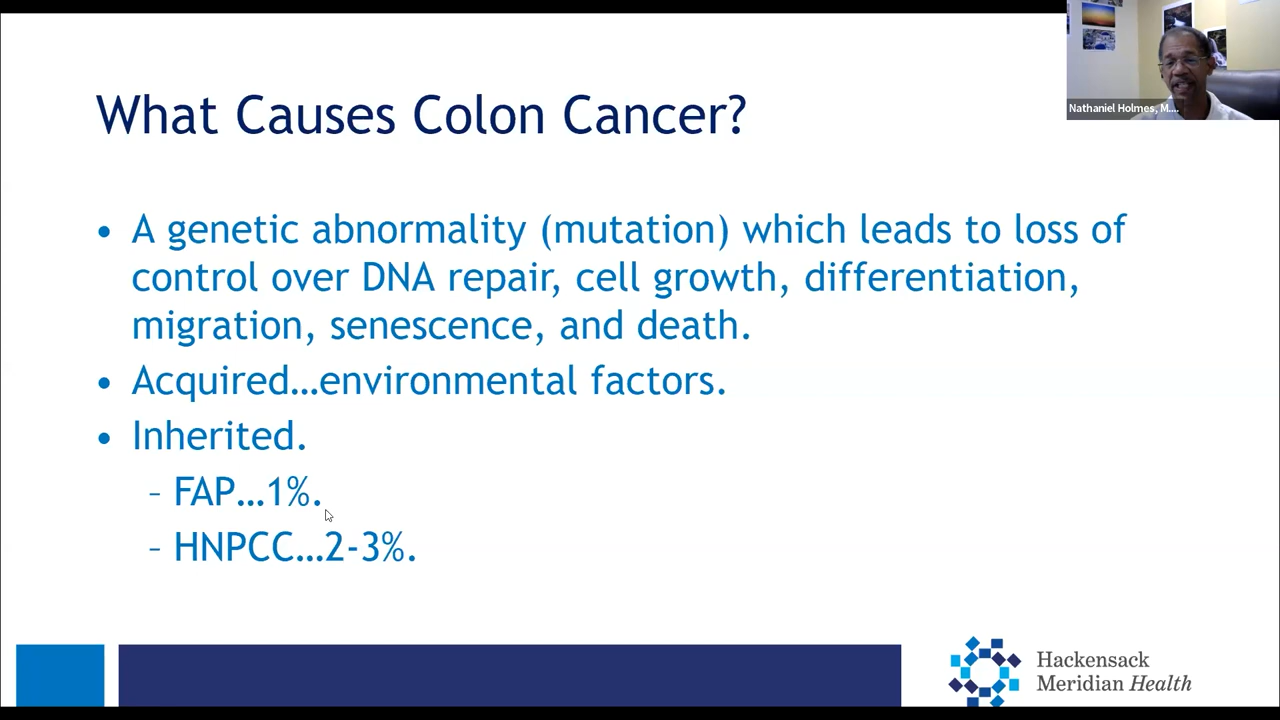 Nathaniel Holmes, M....
What Causes Colon Cancer?
• A genetic abnormality (mutation) which leads to loss of
control over DNA repair, cell growth, differentiation,
migration, senescence, and death.
• Acquired…environmental factors.
• Inherited.
– FAP…1%.
– HNPCC…2-3%.
Hackensack
Meridian Health